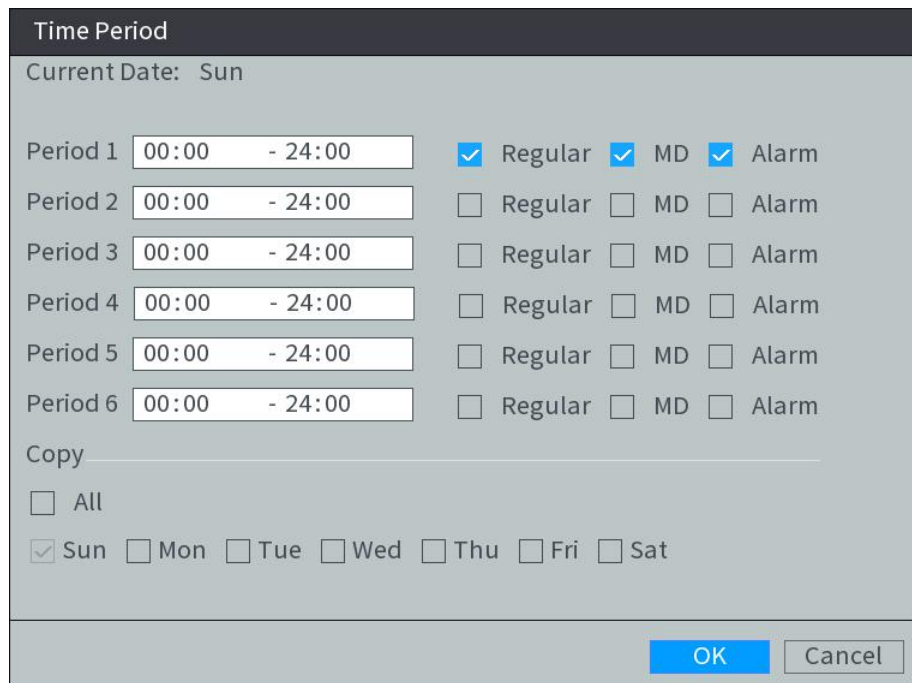 Time Period
Current Date: Sun
Period 1 00:00 - 24:00 Regular MD Alarm
Period 2 00:00 - 24:00 Regular MD Alarm
Period 3 00:00 - 24:00 Regular MD Alarm
Period 4 00:00 - 24:00 Regular MD Alarm
Period 5 00:00 - 24:00 Regular MD Alarm
Period 6 00:00 - 24:00 Regular MD Alarm
Copy
All
Sun Mon Tue Wed Thu Fri Sat
OK Cancel